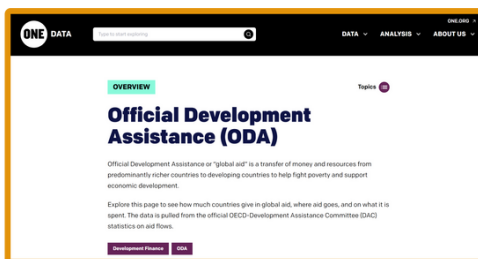 ONE.ORG
ONE DATA
Type to start exploring
DATA
ANALYSIS
ABOUT US
OVERVIEW
Topics
Official Development
Assistance (ODA)
Official Development Assistance or "global aid" is a transfer of money and resources from
predominantly richer countries to developing countries to help fight poverty and support
economic development.
Explore this page to see how much countries give in global aid, where aid goes, and on what it is
spent. The data is pulled from the official OECD-Development Assistance Committee (DAC)
statistics on aid flows.
Development Finance
ODA